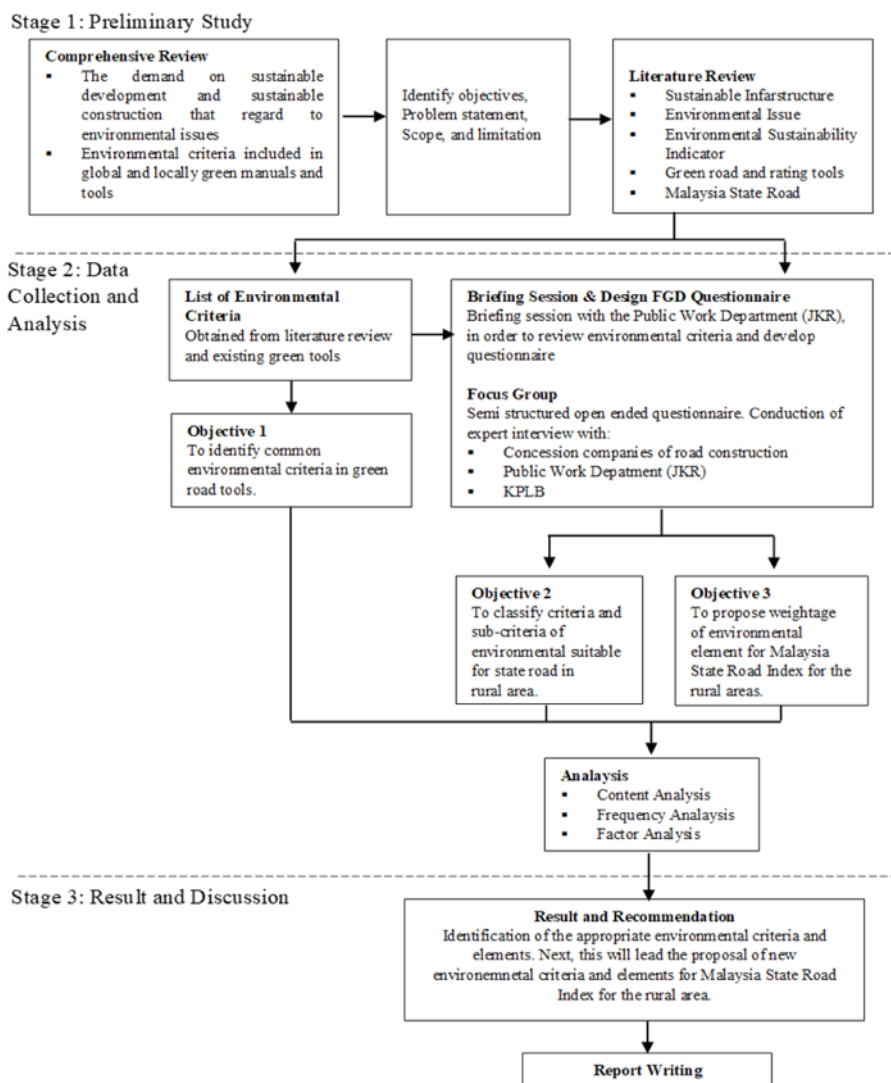 Stage 1: Preliminary Study
Comprehensive Review
▪ The demand on sustainable
development and sustainable
construction that regard to
environmental issues
▪ Environmental criteria included in
global and locally green manuals and
tools
Identify objectives,
Problem statement,
Scope, and limitation
Literature Review
▪ Sustainable Infarstructure
▪ Environmental Issue
▪ Environmental Sustainability
Indicator
▪ Green road and rating tools
▪ Malaysia State Road
Stage 2: Data
Collection and
Analysis
List of Environmental
Criteria
Obtained from literature review
and existing green tools
Briefing Session & Design FGD Questionnaire
Briefing session with the Public Work Department (JKR),
in order to review environmental criteria and develop
questionnaire
Focus Group
Semi structured open ended questionnaire. Conduction of
expert interview with:
▪ Concession companies of road construction
▪ Public Work Depatment (JKR)
▪ KPLB
Objective 1
To identify common
environmental criteria in green
road tools.
Objective 2
To classify criteria and
sub-criteria of
environmental suitable
for state road in
rural area.
Objective 3
To propose weightage
of environmental
element for Malaysia
State Road Index for the
rural areas.
Analaysis
▪ Content Analysis
▪ Frequency Analaysis
▪ Factor Analysis
Stage 3: Result and Discussion
Result and Recommendation
Identification of the appropriate environmental criteria and
elements. Next, this will lead the proposal of new
environemnetal criteria and elements for Malaysia State Road
Index for the rural area.
Report Writing